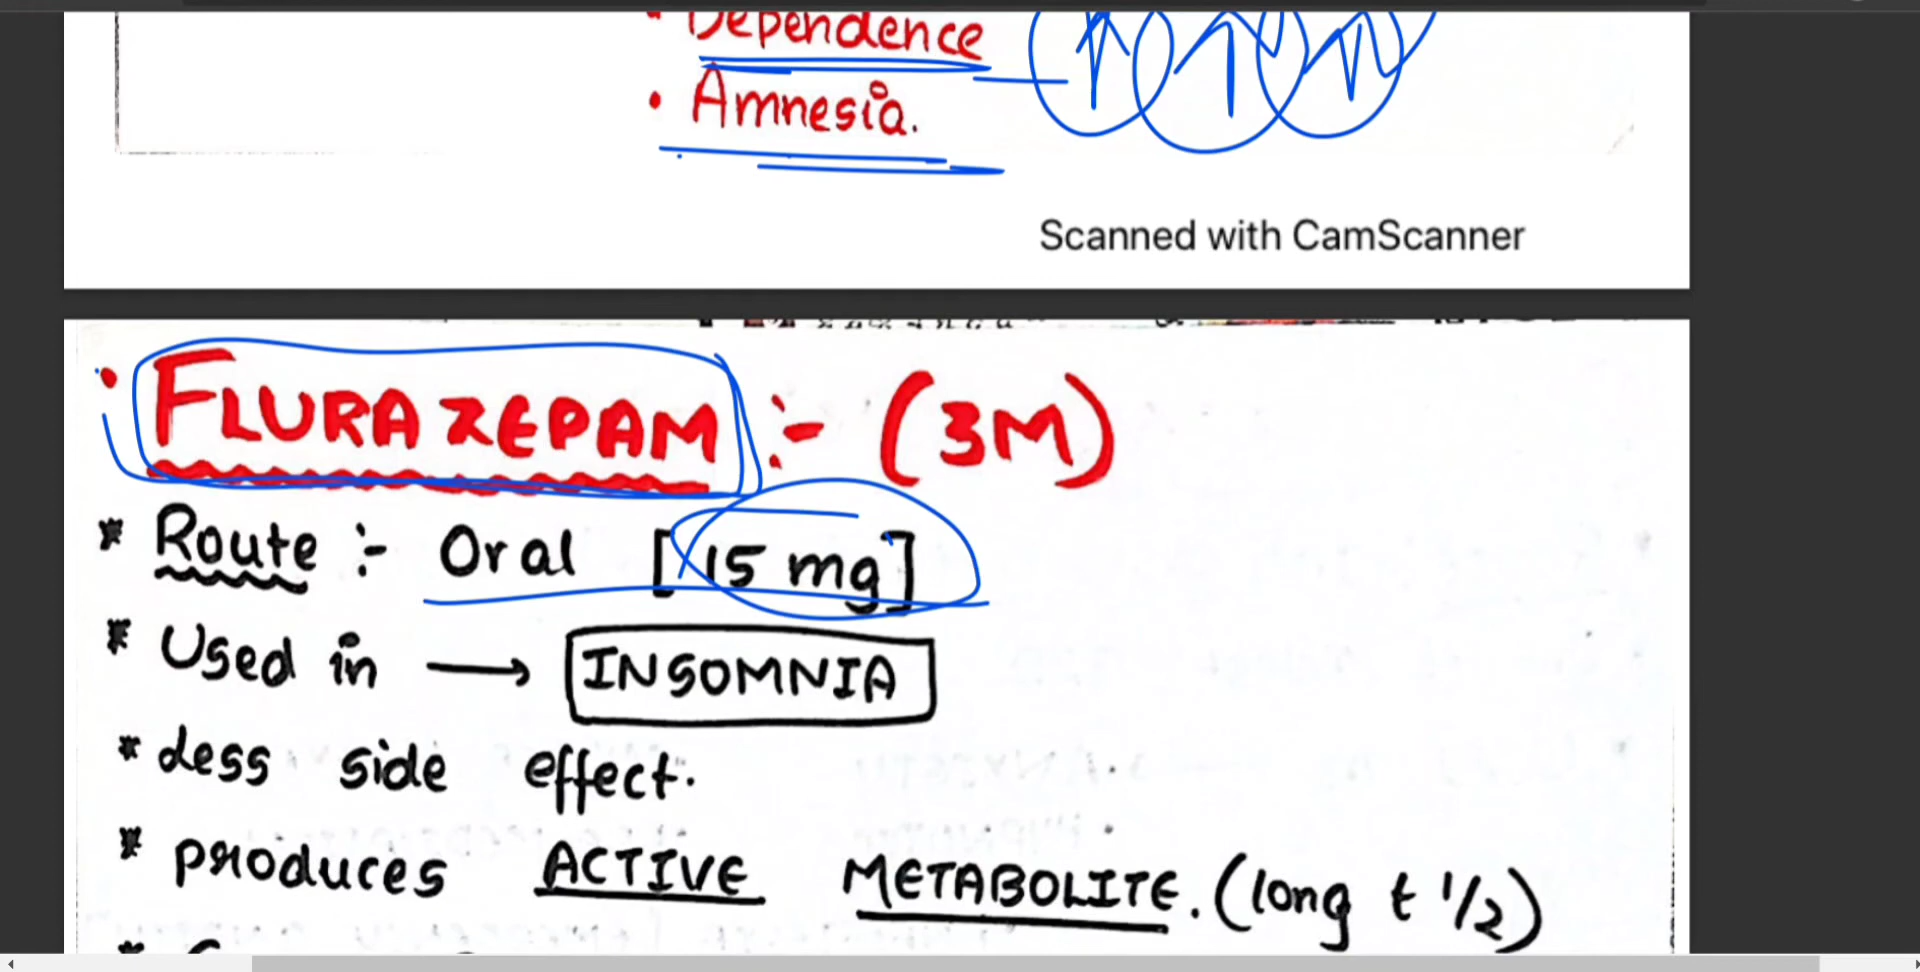 • Dependence
• Amnesia.
Scanned with CamScanner
• FLURAZEPAM :- (3M)
* Route :- Oral [15 mg]
* Used in → INSOMNIA
* Less side effect.
* produces ACTIVE METABOLITE. (long t 1/2)